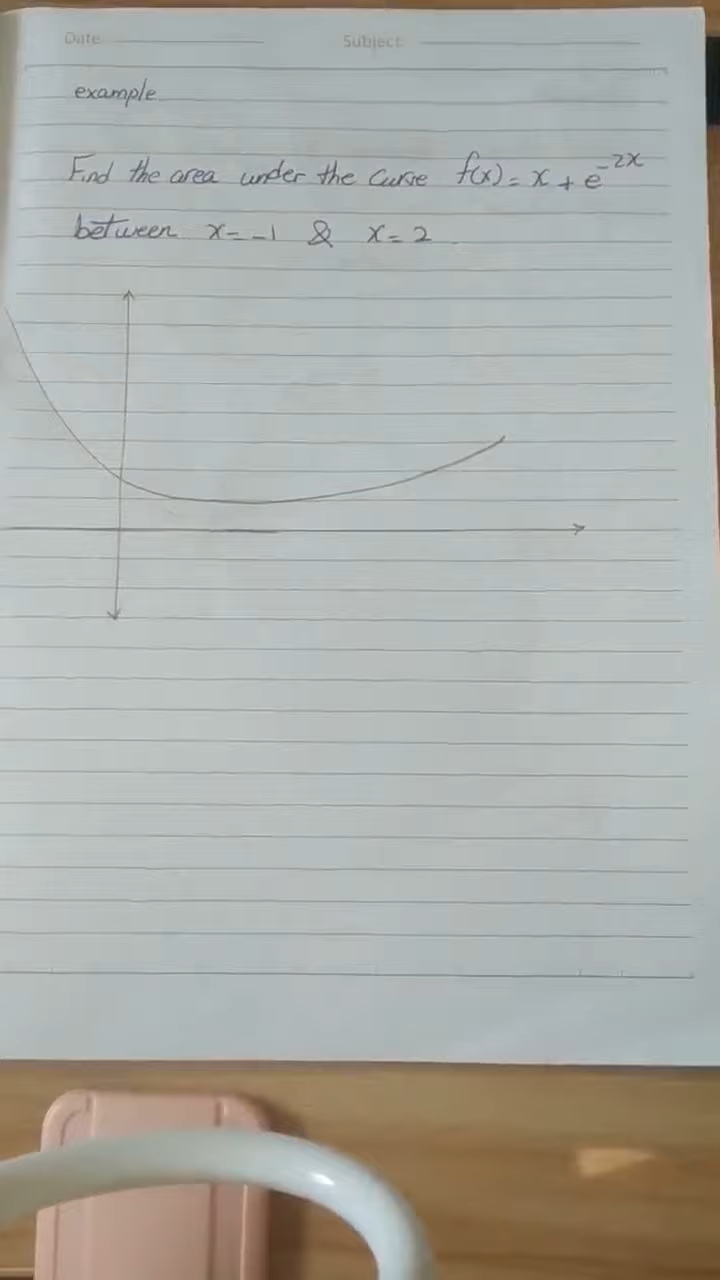 Date
Subject:
example
Find the area under the curve f(x) = x + e^-2x
between x = -1 & x = 2